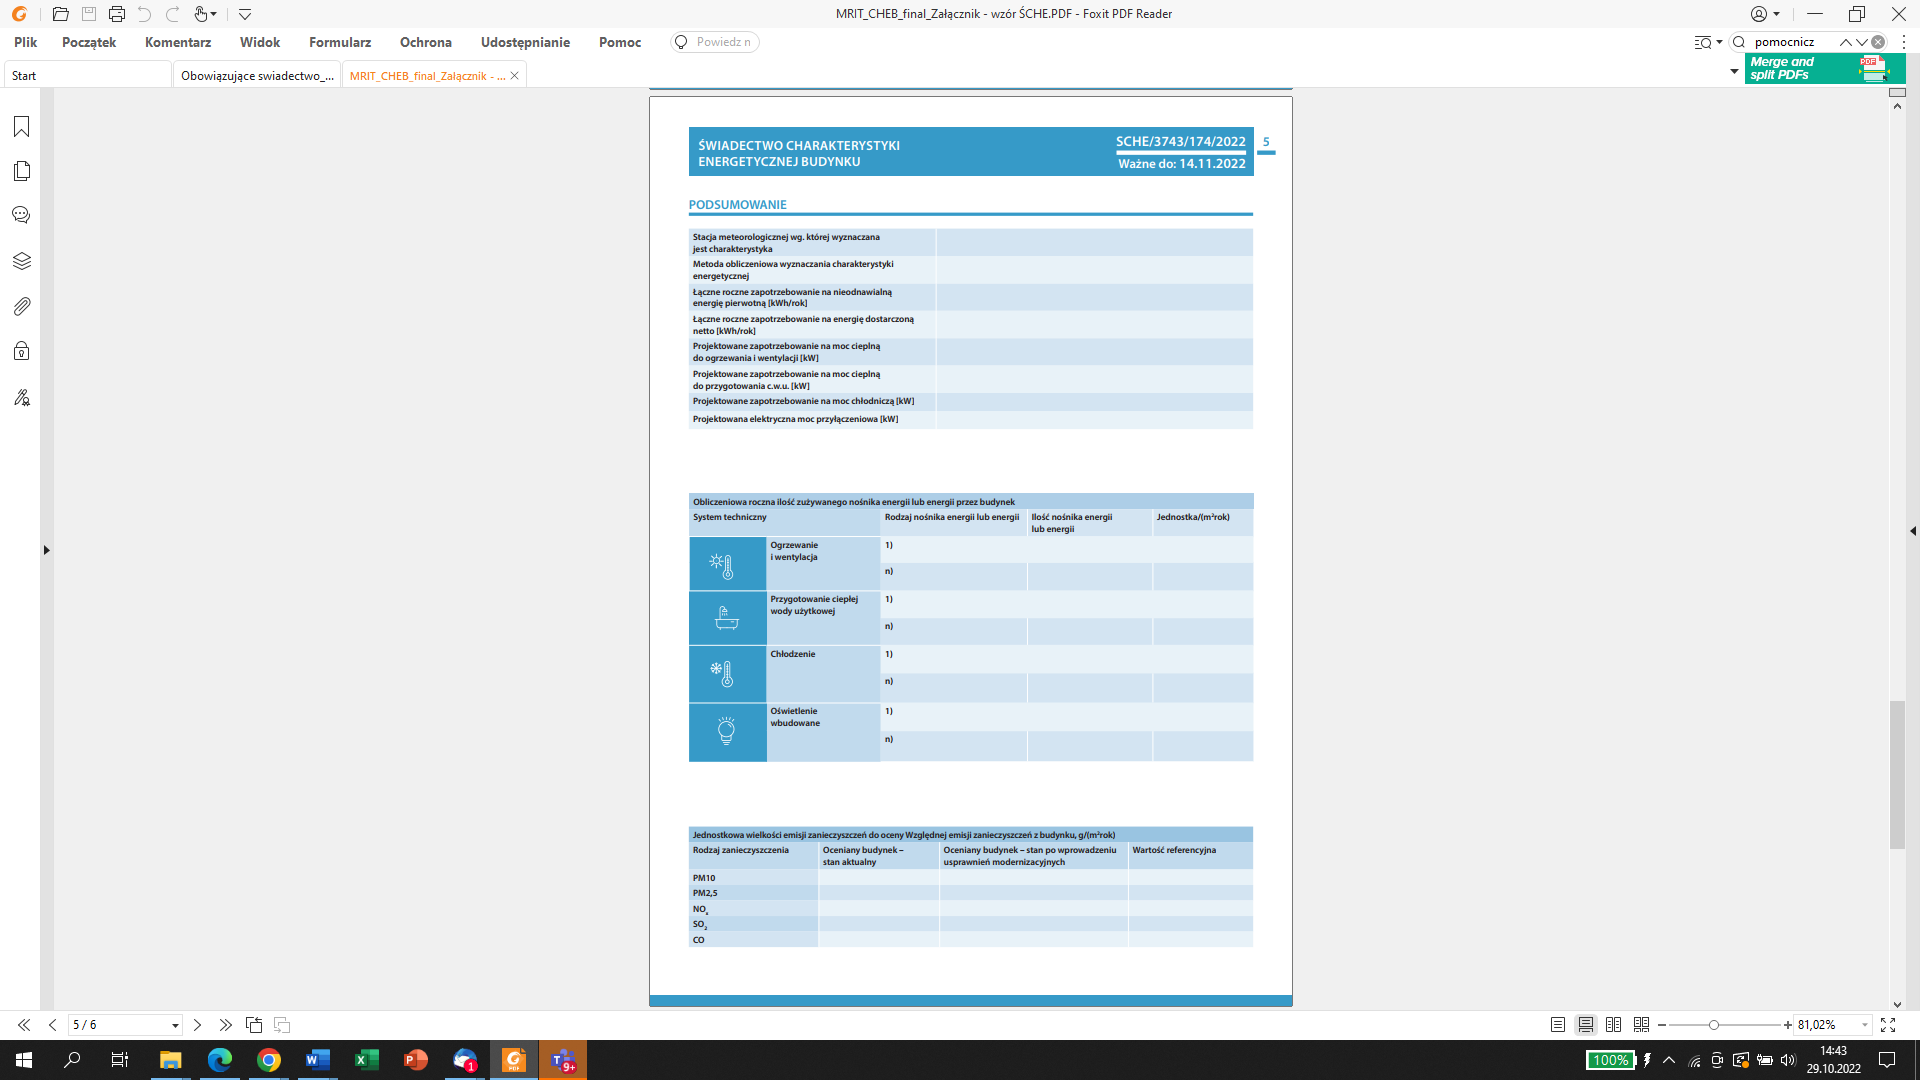 MRIT_CHEB_final_Załącznik - wzór ŚCHE.PDF - Foxit PDF Reader
Plik Początek Komentarz Widok Formularz Ochrona Udostępnianie Pomoc Powiedz n pomocnicz
Start Obowiązujące swiadectwo_... MRIT_CHEB_final_Załącznik - ...
Merge and
split PDFs
PDF
ŚWIADECTWO CHARAKTERYSTYKI
ENERGETYCZNEJ BUDYNKU
SCHE/3743/174/2022
Ważne do: 14.11.2022
5
PODSUMOWANIE
Stacja meteorologicznej wg. której wyznaczana
jest charakterystyka
Metoda obliczeniowa wyznaczania charakterystyki
energetycznej
Łączne roczne zapotrzebowanie na nieodnawialną
energię pierwotną [kWh/rok]
Łączne roczne zapotrzebowanie na energię dostarczoną
netto [kWh/rok]
Projektowane zapotrzebowanie na moc cieplną
do ogrzewania i wentylacji [kW]
Projektowane zapotrzebowanie na moc cieplną
do przygotowania c.w.u. [kW]
Projektowane zapotrzebowanie na moc chłodniczą [kW]
Projektowana elektryczna moc przyłączeniowa [kW]
Obliczeniowa roczna ilość zużywanego nośnika energii lub energii przez budynek
System techniczny
Rodzaj nośnika energii lub energii
Ilość nośnika energii
lub energii
Jednostka/(m²rok)
Ogrzewanie
i wentylacja
1)
n)
Przygotowanie ciepłej
wody użytkowej
1)
n)
Chłodzenie
1)
n)
Oświetlenie
wbudowane
1)
n)
Jednostkowa wielkości emisji zanieczyszczeń do oceny Względnej emisji zanieczyszczeń z budynku, g/(m²rok)
Rodzaj zanieczyszczenia
Oceniany budynek –
stan aktualny
Oceniany budynek – stan po wprowadzeniu
usprawnień modernizacyjnych
Wartość referencyjna
PM10
PM2,5
NOx
SO2
CO
5 / 6
81,02%
100%
1
9+
14:43
29.10.2022